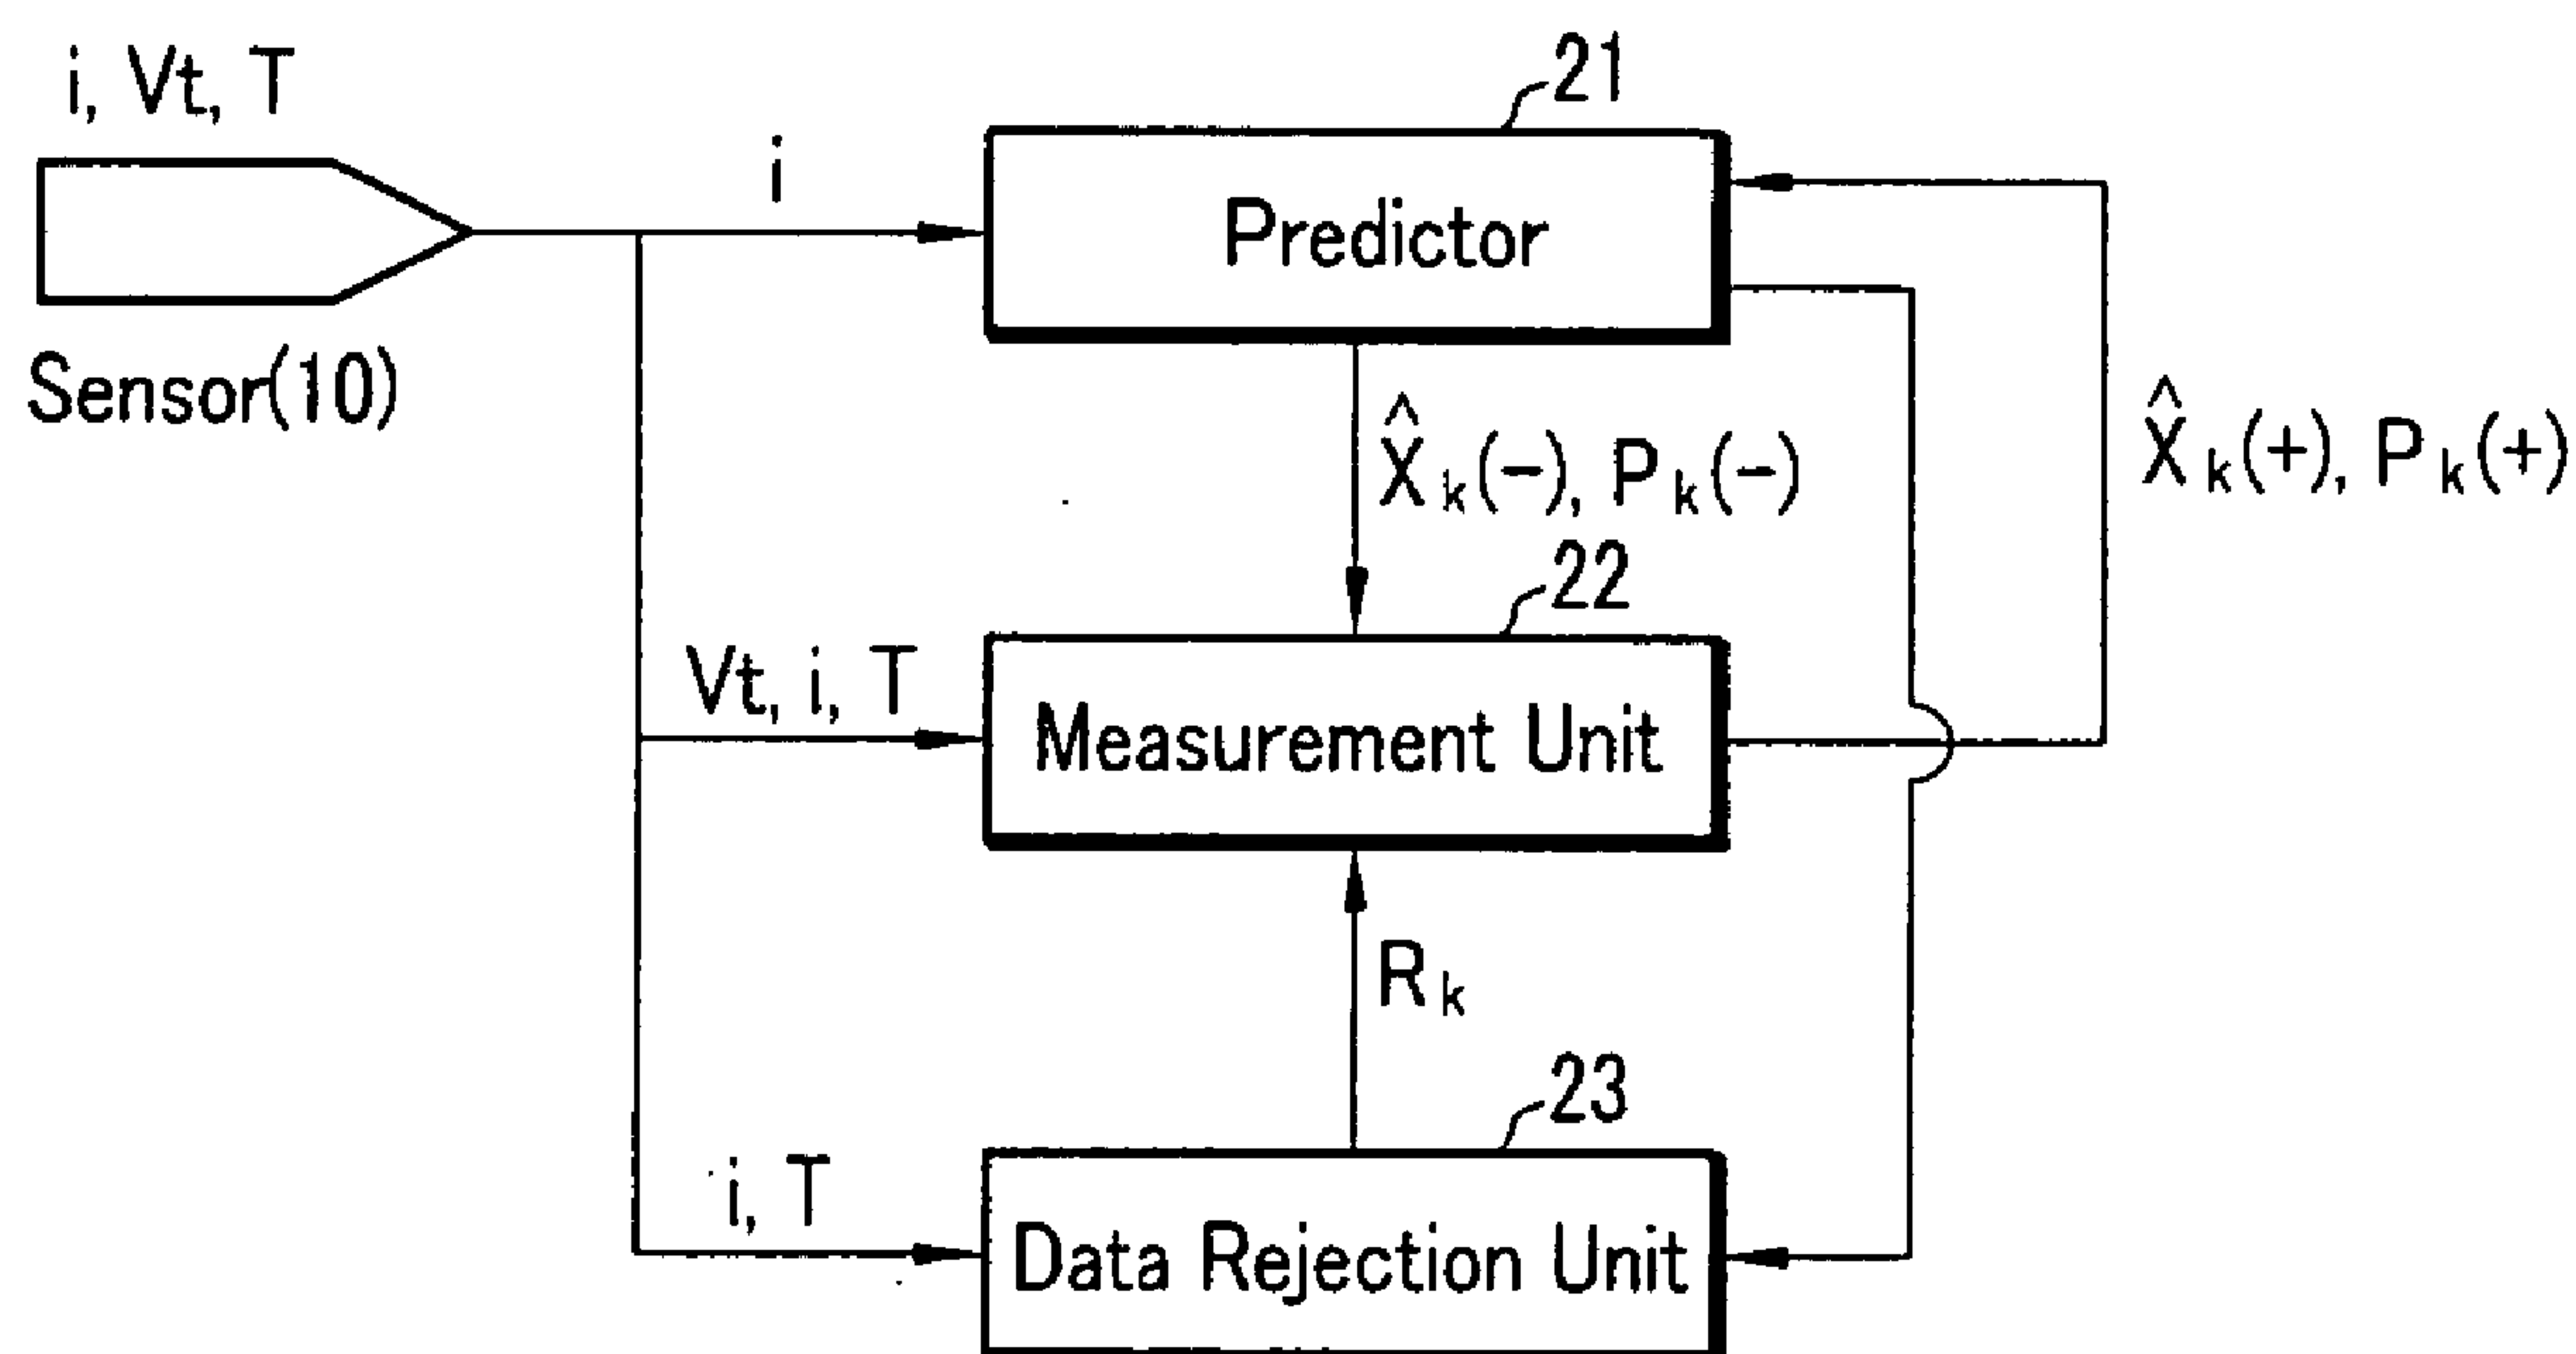 i, Vt, T
Sensor(10)
i
21
Predictor
X̂k(-), Pk(-)
X̂k(+), Pk(+)
22
Vt, i, T
Measurement Unit
Rk
23
i, T
Data Rejection Unit